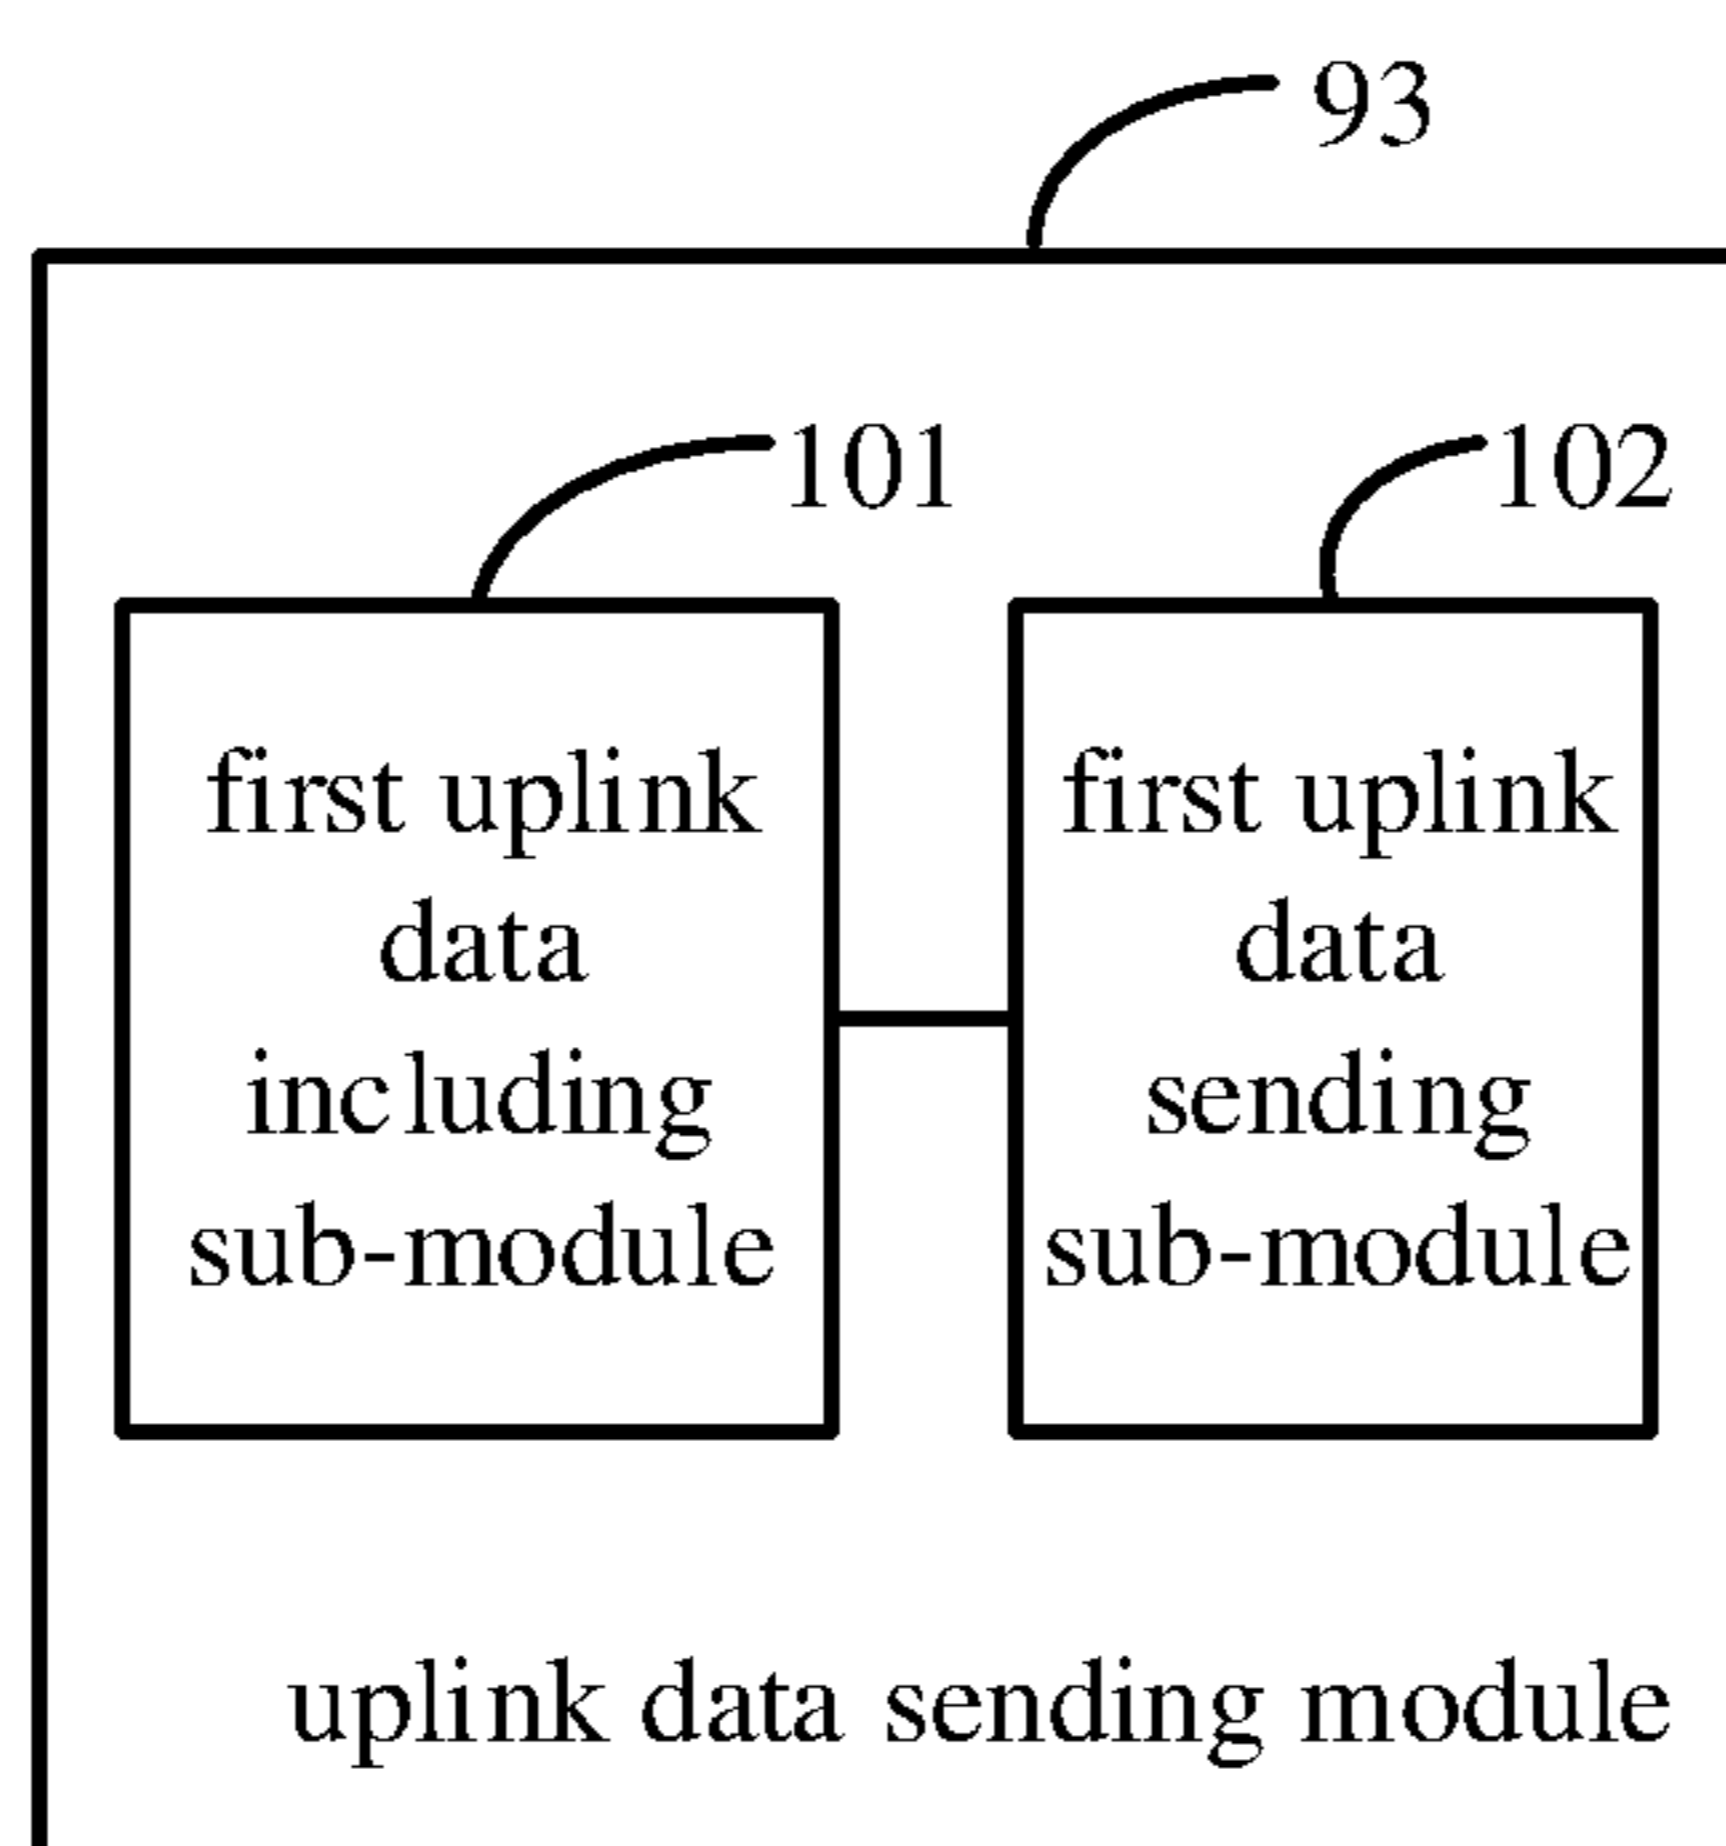 93
101
102
first uplink
data
including
sub-module
first uplink
data
sending
sub-module
uplink data sending module